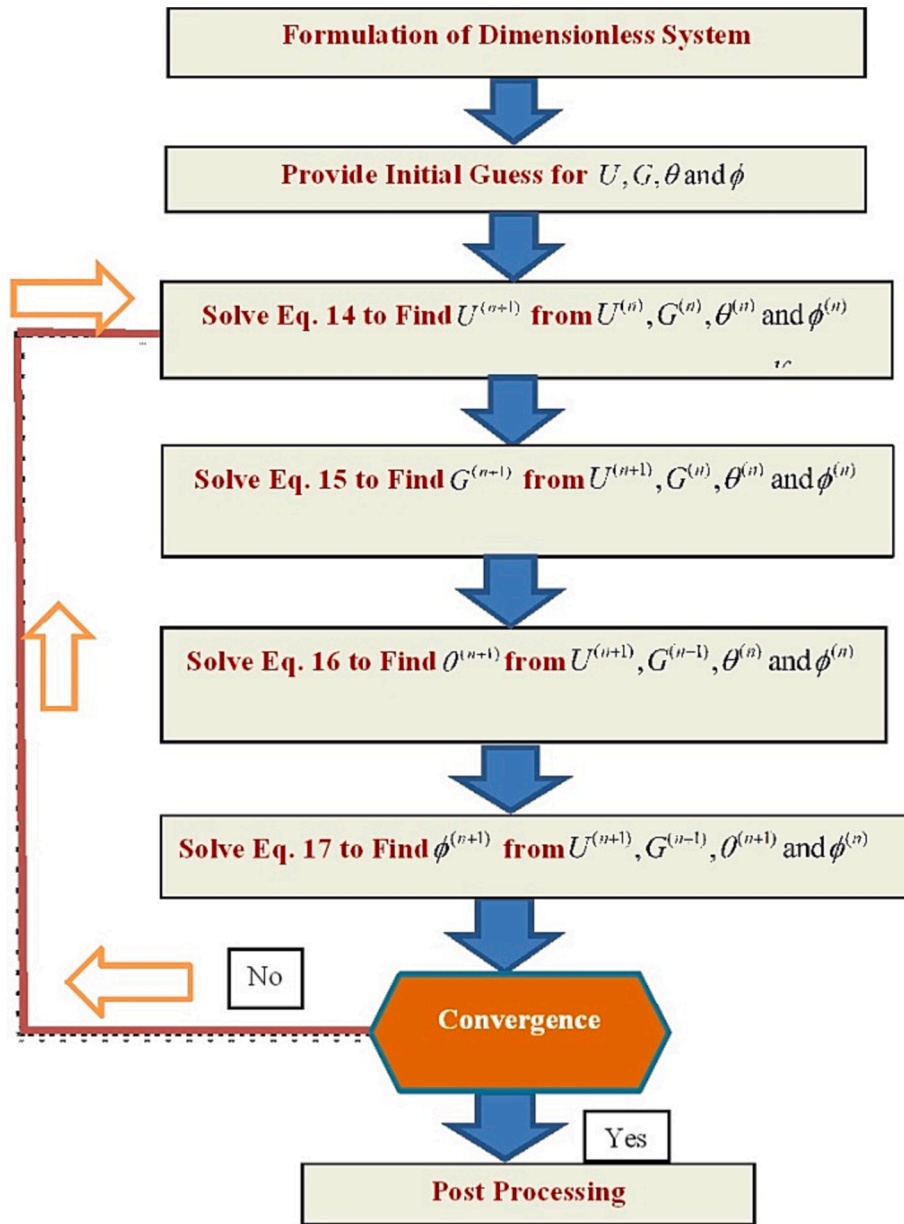 Formulation of Dimensionless System
Provide Initial Guess for U, G, θ and ϕ
Solve Eq. 14 to Find U⁽ⁿ⁺¹⁾ from U⁽ⁿ⁾, G⁽ⁿ⁾, θ⁽ⁿ⁾ and ϕ⁽ⁿ⁾
Solve Eq. 15 to Find G⁽ⁿ⁺¹⁾ from U⁽ⁿ⁺¹⁾, G⁽ⁿ⁾, θ⁽ⁿ⁾ and ϕ⁽ⁿ⁾
Solve Eq. 16 to Find θ⁽ⁿ⁺¹⁾ from U⁽ⁿ⁺¹⁾, G⁽ⁿ⁻¹⁾, θ⁽ⁿ⁾ and ϕ⁽ⁿ⁾
Solve Eq. 17 to Find ϕ⁽ⁿ⁺¹⁾ from U⁽ⁿ⁺¹⁾, G⁽ⁿ⁻¹⁾, θ⁽ⁿ⁺¹⁾ and ϕ⁽ⁿ⁾
No
Convergence
Yes
Post Processing